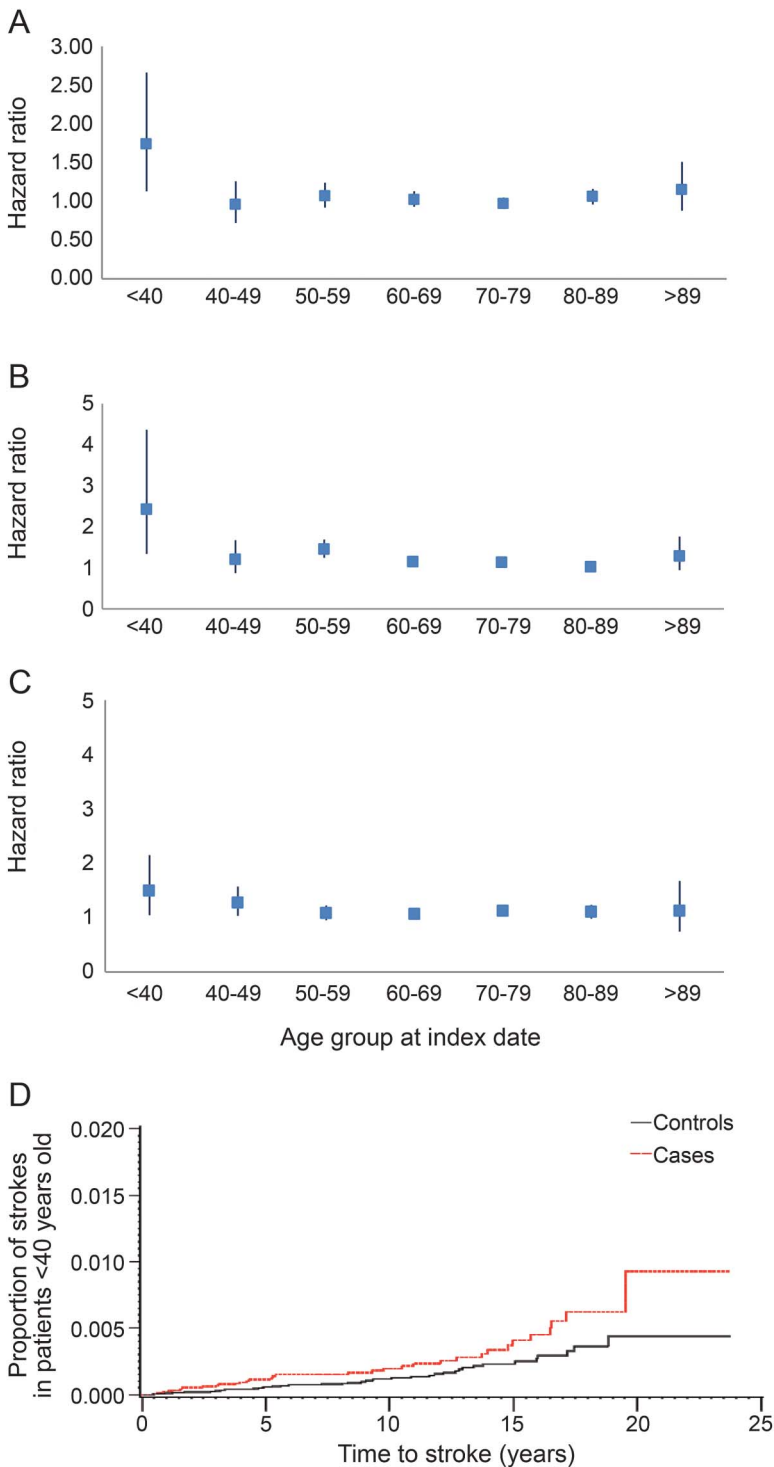 A
Hazard ratio
3.00
2.50
2.00
1.50
1.00
0.50
0.00
<40 40-49 50-59 60-69 70-79 80-89 >89
B
Hazard ratio
5
4
3
2
1
0
<40 40-49 50-59 60-69 70-79 80-89 >89
C
Hazard ratio
5
4
3
2
1
0
<40 40-49 50-59 60-69 70-79 80-89 >89
Age group at index date
D
Proportion of strokes
in patients <40 years old
0.020
0.015
0.010
0.005
0.000
Controls
Cases
0 5 10 15 20 25
Time to stroke (years)